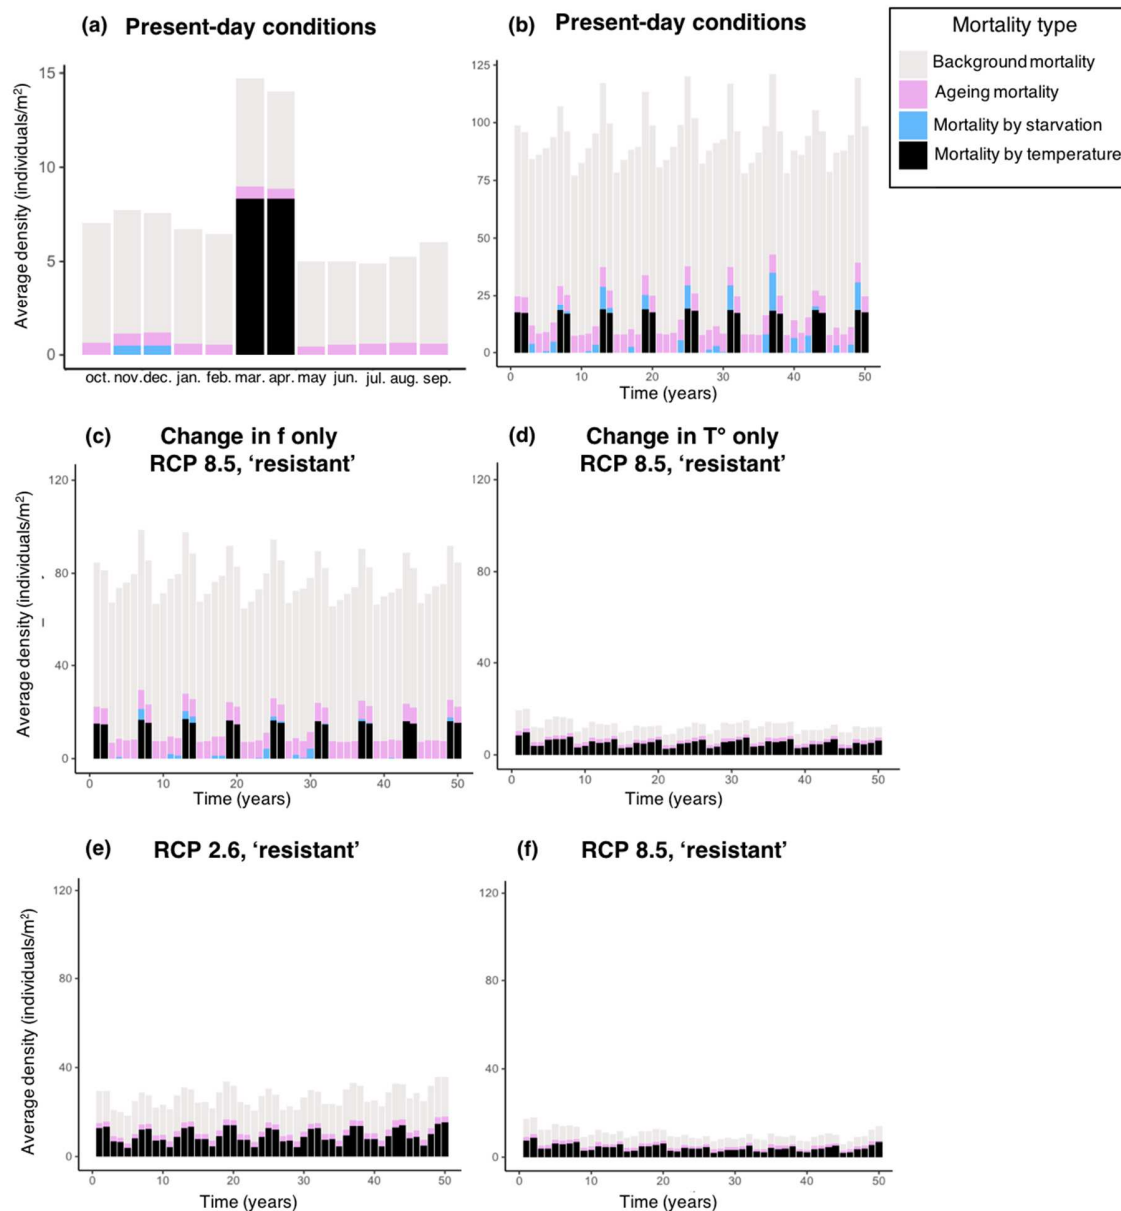 (a) Present-day conditions
Average density (individuals/m²)
15
10
5
0
oct. nov. dec. jan. feb. mar. apr. may jun. jul. aug. sep.
(b) Present-day conditions
125
100
75
50
25
0
0 10 20 30 40 50
Time (years)
Mortality type
Background mortality
Ageing mortality
Mortality by starvation
Mortality by temperature
(c) Change in f only
RCP 8.5, ‘resistant’
Average density (individuals/m²)
120
80
40
0
0 10 20 30 40 50
Time (years)
(d) Change in T° only
RCP 8.5, ‘resistant’
120
80
40
0
0 10 20 30 40 50
Time (years)
(e) RCP 2.6, ‘resistant’
Average density (individuals/m²)
120
80
40
0
0 10 20 30 40 50
Time (years)
(f) RCP 8.5, ‘resistant’
120
80
40
0
0 10 20 30 40 50
Time (years)